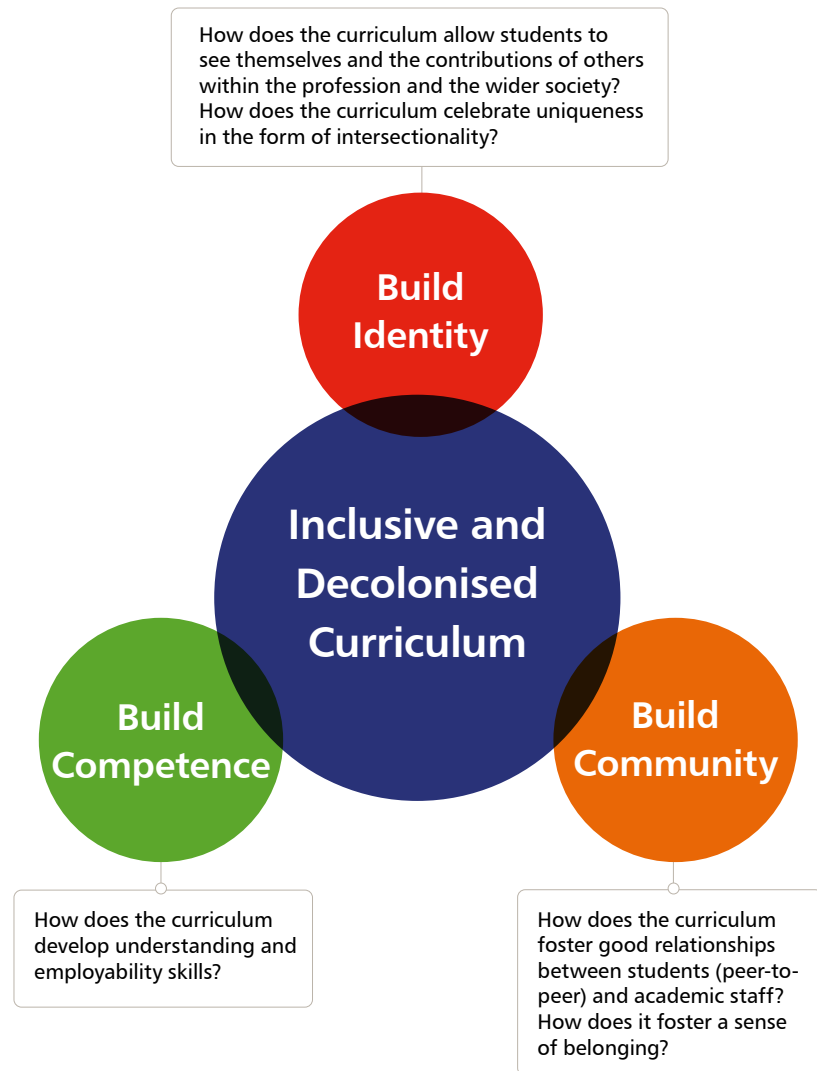 How does the curriculum allow students to
see themselves and the contributions of others
within the profession and the wider society?
How does the curriculum celebrate uniqueness
in the form of intersectionality?
Build
Identity
Inclusive and
Decolonised
Curriculum
Build
Competence
Build
Community
How does the curriculum
develop understanding and
employability skills?
How does the curriculum
foster good relationships
between students (peer-to-
peer) and academic staff?
How does it foster a sense
of belonging?